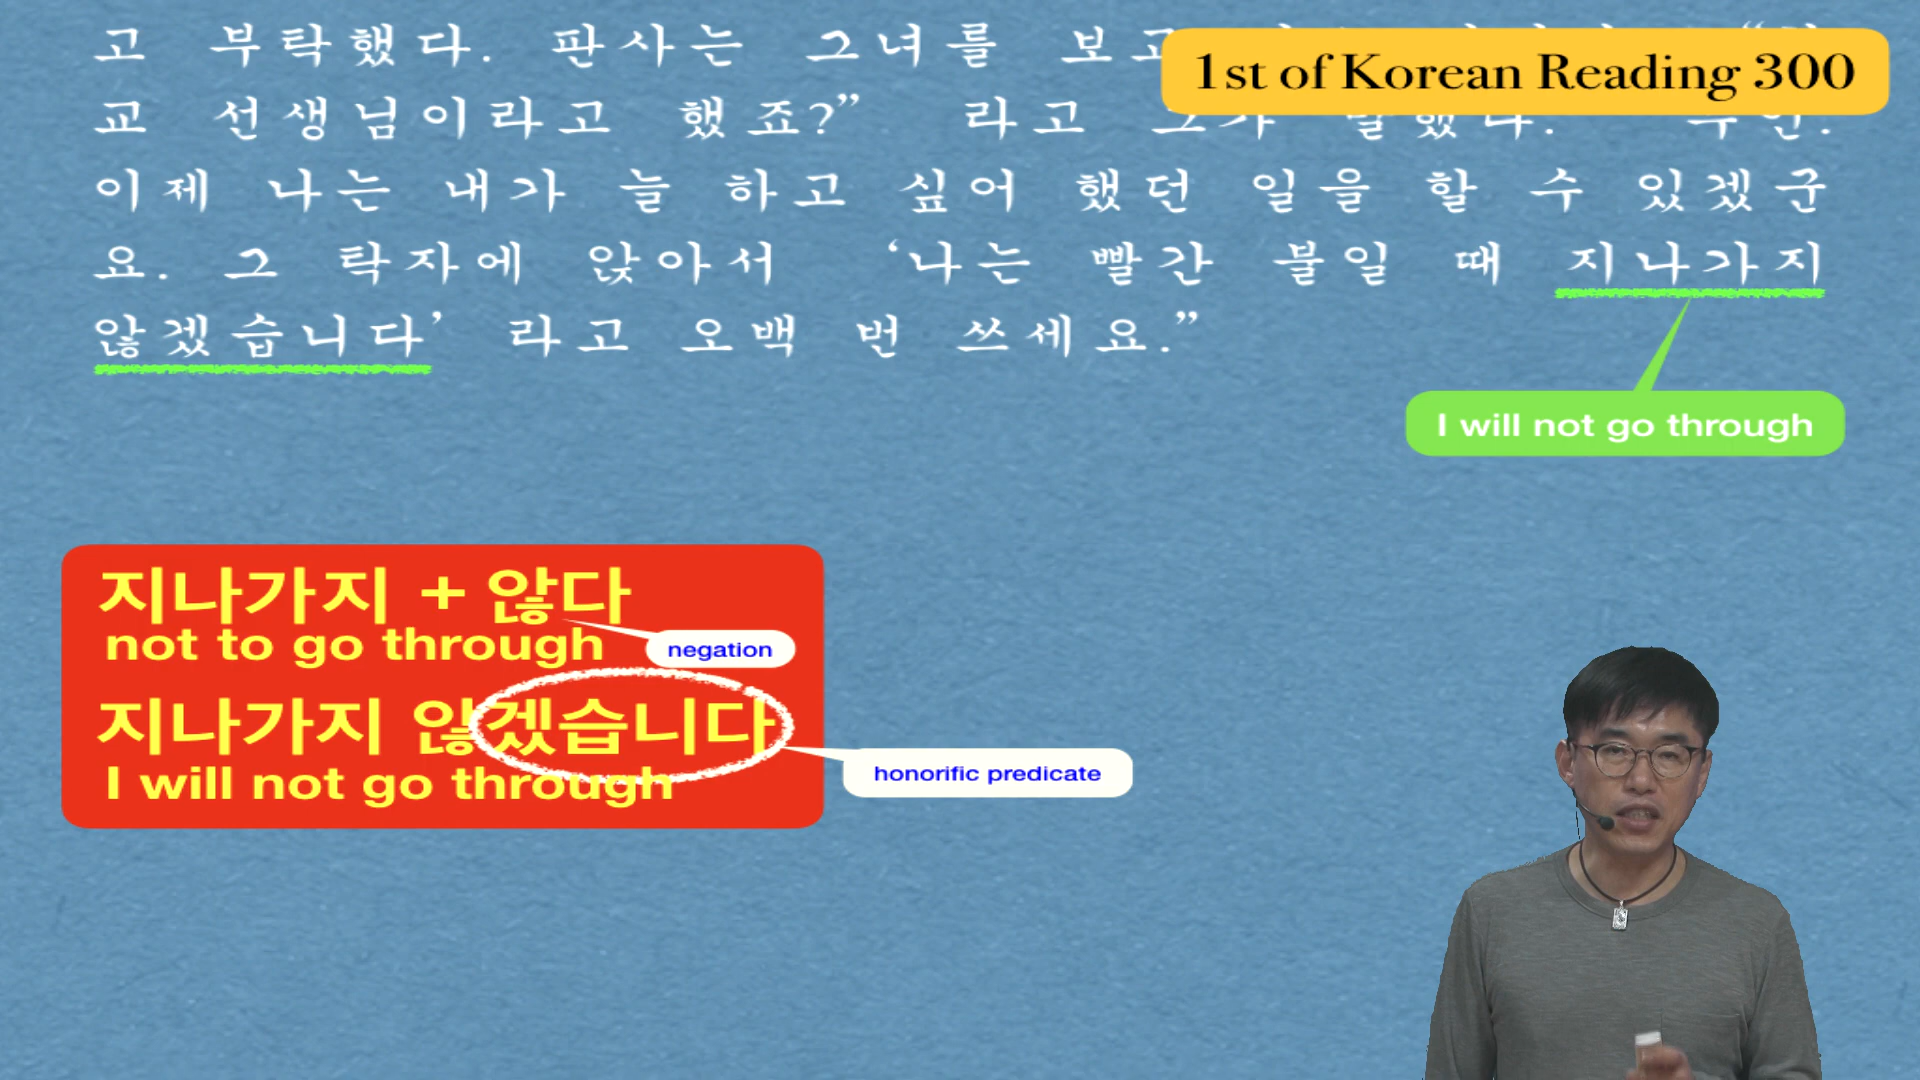 고 부탁했다. 판사는 그녀를 보고
1st of Korean Reading 300
교 선생님이라고 했죠?” 라고 그가 말했다.
이제 나는 내가 늘 하고 싶어 했던 일을 할 수 있겠군
요. 그 탁자에 앉아서 ‘나는 빨간 불일 때 지나가지
않겠습니다’ 라고 오백 번 쓰세요.”
I will not go through
지나가지 + 않다
not to go through
negation
지나가지 않겠습니다
honorific predicate
I will not go through